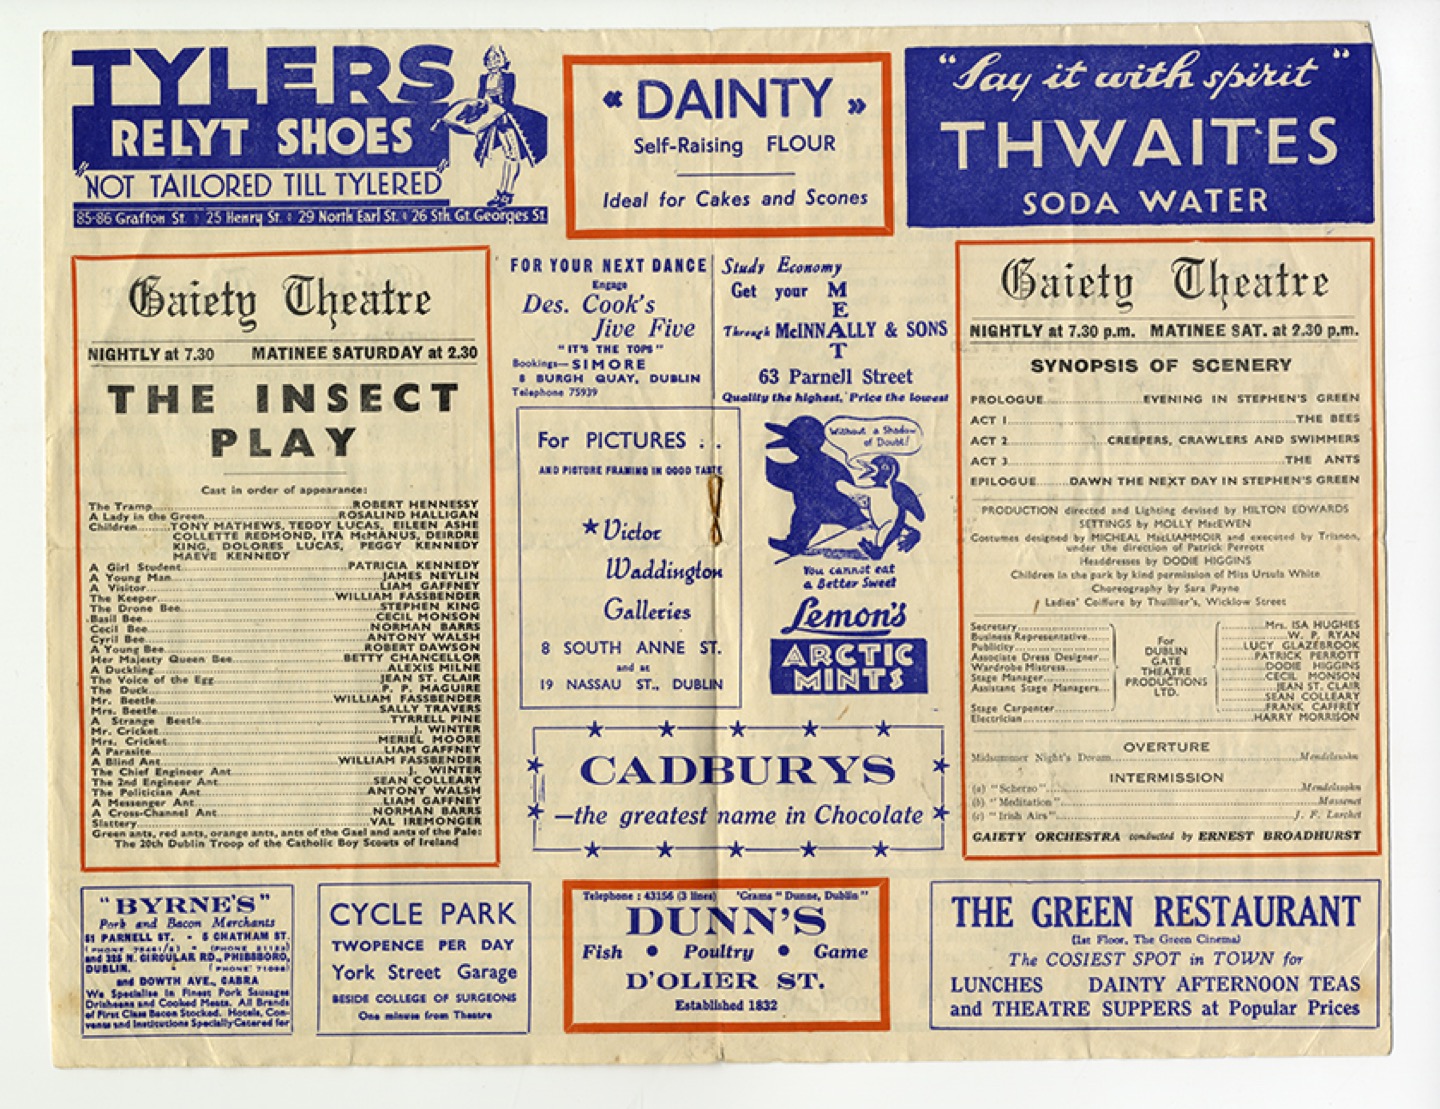 TYLERS
RELYT SHOES
"NOT TAILORED TILL TYLERED"
85-86 Grafton St. : 25 Henry St. : 29 North Earl St. : 26 Sth. Gt. Georges St.
« DAINTY »
Self-Raising FLOUR
Ideal for Cakes and Scones
"Say it with spirit"
THWAITES
SODA WATER
Gaiety Theatre
NIGHTLY at 7.30 MATINEE SATURDAY at 2.30
THE INSECT
PLAY
Cast in order of appearance:
The Tramp ROBERT HENNESSY
A Lady in the Green ROSALIND HALLIGAN
Children TONY MATHEWS, TEDDY LUCAS, EILEEN ASHE
COLLETTE REDMOND, ITA McMANUS, DEIRDRE
KING, DOLORES LUCAS, PEGGY KENNEDY
MAEVE KENNEDY
A Girl Student PATRICIA KENNEDY
A Young Man JAMES NEYLIN
A Visitor LIAM GAFFNEY
The Keeper WILLIAM FASSBENDER
The Drone Bee STEPHEN KING
Basil Bee CECIL MONSON
Cecil Bee NORMAN BARRS
Cyril Bee ANTONY WALSH
A Young Bee ROBERT DAWSON
Her Majesty Queen Bee BETTY CHANCELLOR
A Duckling ALEXIS MILNE
The Voice of the Egg JEAN ST. CLAIR
The Duck P. P. MAGUIRE
Mr. Beetle WILLIAM FASSBENDER
Mrs. Beetle SALLY TRAVERS
A Strange Beetle TYRRELL PINE
Mr. Cricket J. WINTER
Mrs. Cricket MERIEL MOORE
A Parasite LIAM GAFFNEY
A Blind Ant WILLIAM FASSBENDER
The Chief Engineer Ant J. WINTER
The 2nd Engineer Ant SEAN COLLEARY
The Politician Ant ANTONY WALSH
A Messenger Ant LIAM GAFFNEY
A Cross-Channel Ant NORMAN BARRS
Slattery VAL IREMONGER
Green ants, red ants, orange ants, ants of the Gael and ants of the Pale:
The 20th Dublin Troop of the Catholic Boy Scouts of Ireland
FOR YOUR NEXT DANCE
Engage
Des. Cook's
Jive Five
"IT'S THE TOPS"
Bookings—SIMORE
8 BURGH QUAY, DUBLIN
Telephone 75939
Study Economy
Get your MEAT
Through McINNALLY & SONS
63 Parnell Street
Quality the highest, Price the lowest
For PICTURES . .
AND PICTURE FRAMING IN GOOD TASTE
★Victor
Waddington
Galleries
8 SOUTH ANNE ST.
and at
19 NASSAU ST., DUBLIN
Without a Shadow
of Doubt!
You cannot eat
a Better Sweet
Lemon's
ARCTIC
MINTS
CADBURYS
—the greatest name in Chocolate
Gaiety Theatre
NIGHTLY at 7.30 p.m. MATINEE SAT. at 2.30 p.m.
SYNOPSIS OF SCENERY
PROLOGUE EVENING IN STEPHEN'S GREEN
ACT 1 THE BEES
ACT 2 CREEPERS, CRAWLERS AND SWIMMERS
ACT 3 THE ANTS
EPILOGUE DAWN THE NEXT DAY IN STEPHEN'S GREEN
PRODUCTION directed and Lighting devised by HILTON EDWARDS
SETTINGS by MOLLY MacEWEN
Costumes designed by MICHEAL MacLIAMMOIR and executed by Trianon,
under the direction of Patrick Perrott
Headdresses by DODIE HIGGINS
Children in the park by kind permission of Miss Ursula White
Choreography by Sara Payne
Ladies' Coiffure by Thuillier's, Wicklow Street
Secretary Mrs. ISA HUGHES
Business Representative W. P. RYAN
Publicity LUCY GLAZEBROOK
Associate Dress Designer PATRICK PERROTT
Wardrobe Mistress DODIE HIGGINS
Stage Manager CECIL MONSON
Assistant Stage Managers JEAN ST. CLAIR
SEAN COLLEARY
Stage Carpenter FRANK CAFFREY
Electrician HARRY MORRISON
For
DUBLIN
GATE
THEATRE
PRODUCTIONS
LTD.
OVERTURE
Midsummer Night's Dream Mendelssohn
INTERMISSION
(a) "Scherzo" Mendelssohn
(b) "Meditation" Massenet
(c) "Irish Airs" J. F. Larchet
GAIETY ORCHESTRA conducted by ERNEST BROADHURST
"BYRNE'S"
Pork and Bacon Merchants
51 PARNELL ST. - 5 CHATHAM ST.
and 325 N. CIRCULAR RD., PHIBSBORO,
DUBLIN.
and DOWTH AVE., CABRA
We Specialise in Finest Pork Sausages
Drisheens and Cooked Meats. All Brands
of First Class Bacon Stocked. Hotels, Con-
vents and Institutions Specially Catered for
CYCLE PARK
TWOPENCE PER DAY
York Street Garage
BESIDE COLLEGE OF SURGEONS
One minute from Theatre
Telephone : 43156 (3 lines) 'Grams "Dunne, Dublin"
DUNN'S
Fish • Poultry • Game
D'OLIER ST.
Established 1832
THE GREEN RESTAURANT
(1st Floor, The Green Cinema)
The COSIEST SPOT in TOWN for
LUNCHES DAINTY AFTERNOON TEAS
and THEATRE SUPPERS at Popular Prices